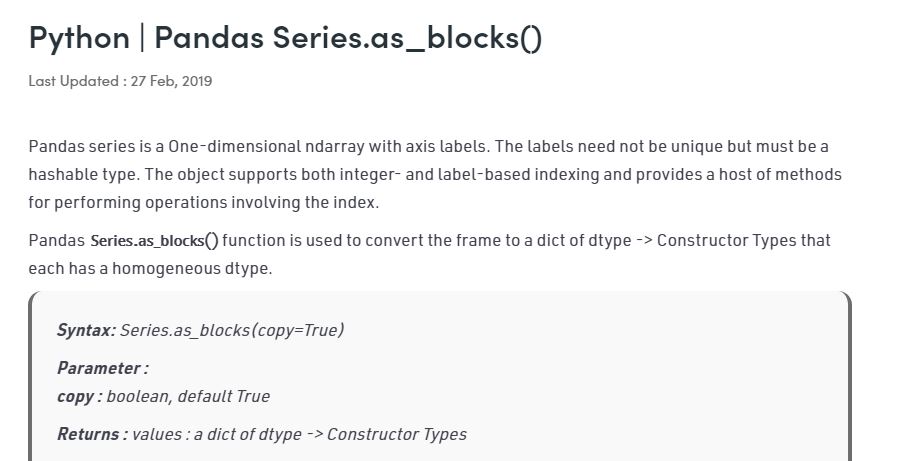 Python | Pandas Series.as_blocks()
Last Updated : 27 Feb, 2019
Pandas series is a One-dimensional ndarray with axis labels. The labels need not be unique but must be a
hashable type. The object supports both integer- and label-based indexing and provides a host of methods
for performing operations involving the index.
Pandas Series.as_blocks() function is used to convert the frame to a dict of dtype -> Constructor Types that
each has a homogeneous dtype.
Syntax: Series.as_blocks(copy=True)
Parameter :
copy : boolean, default True
Returns : values : a dict of dtype -> Constructor Types